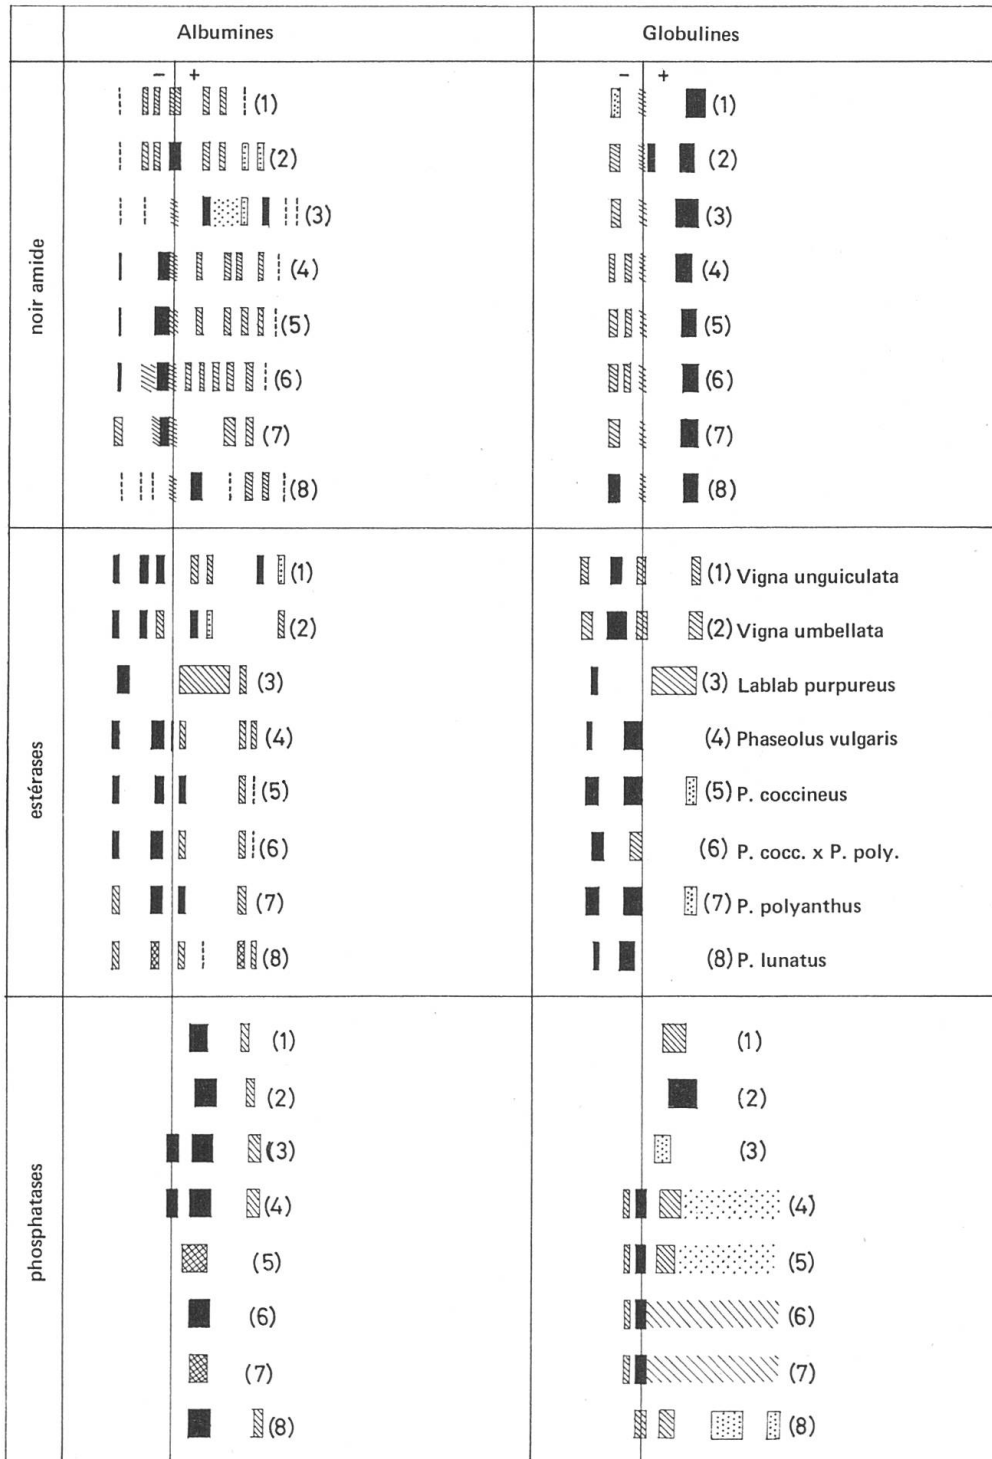 Albumines Globulines
noir amide
- + - +
(1) (1)
(2) (2)
(3) (3)
(4) (4)
(5) (5)
(6) (6)
(7) (7)
(8) (8)
estérases
(1) (1) Vigna unguiculata
(2) (2) Vigna umbellata
(3) (3) Lablab purpureus
(4) (4) Phaseolus vulgaris
(5) (5) P. coccineus
(6) (6) P. cocc. x P. poly.
(7) (7) P. polyanthus
(8) (8) P. lunatus
phosphatases
(1) (1)
(2) (2)
(3) (3)
(4) (4)
(5) (5)
(6) (6)
(7) (7)
(8) (8)